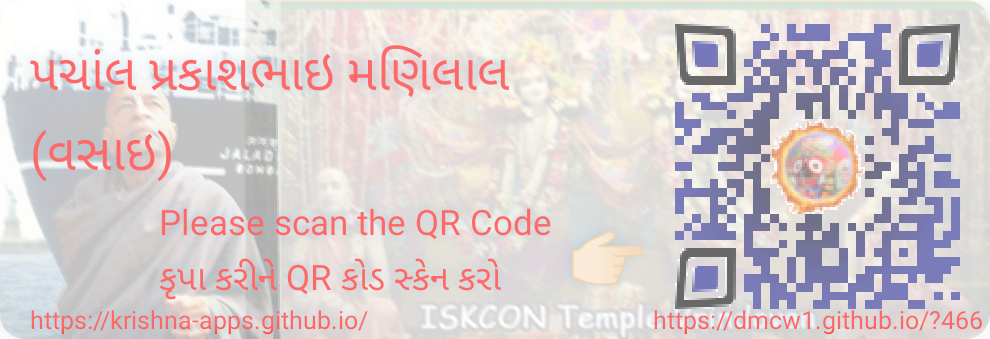 પચાંલ પ્રકાશભાઇ મણિલાલ
(વસાઇ)
JALAD
Please scan the QR Code
કૃપા કરીને QR કોડ સ્કેન કરો
ISKCON Temple
https://krishna-apps.github.io/
https://dmcw1.github.io/?466